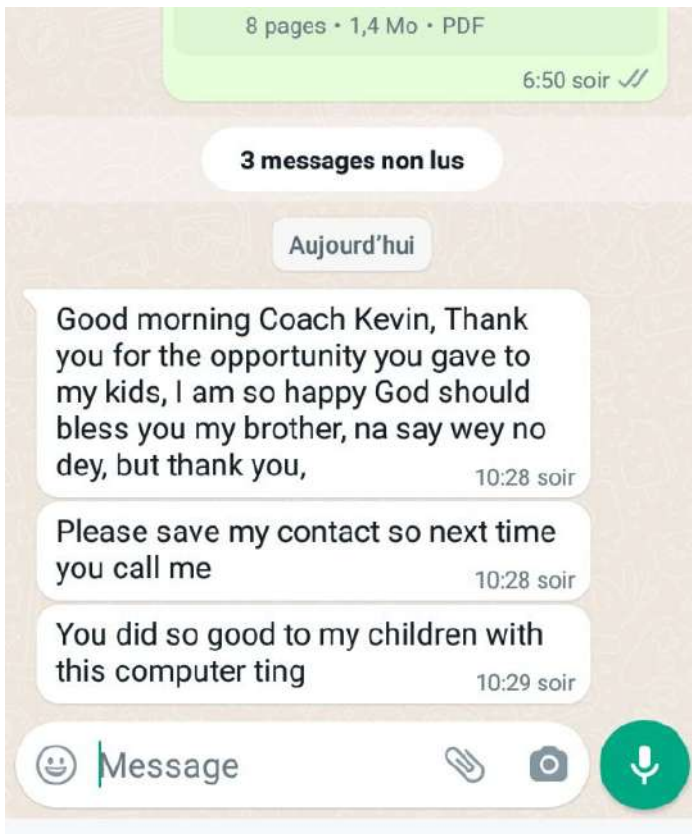 8 pages • 1,4 Mo • PDF
6:50 soir
3 messages non lus
Aujourd'hui
Good morning Coach Kevin, Thank
you for the opportunity you gave to
my kids, I am so happy God should
bless you my brother, na say wey no
dey, but thank you,
10:28 soir
Please save my contact so next time
you call me
10:28 soir
You did so good to my children with
this computer ting
10:29 soir
Message